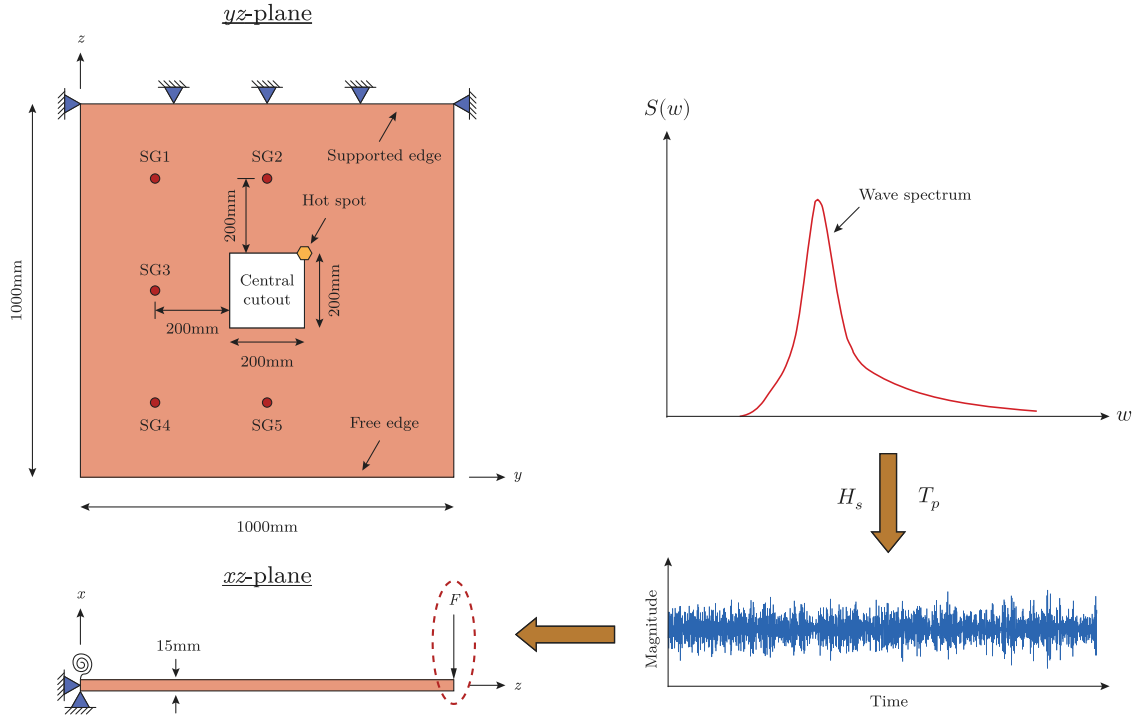 yz-plane
z
SG1
SG2
Supported edge
200mm
Hot spot
SG3
Central
cutout
200mm
1000mm
200mm
200mm
SG4
SG5
Free edge
y
1000mm
S(w)
Wave spectrum
w
H_s
T_p
xz-plane
x
F
15mm
z
Magnitude
Time